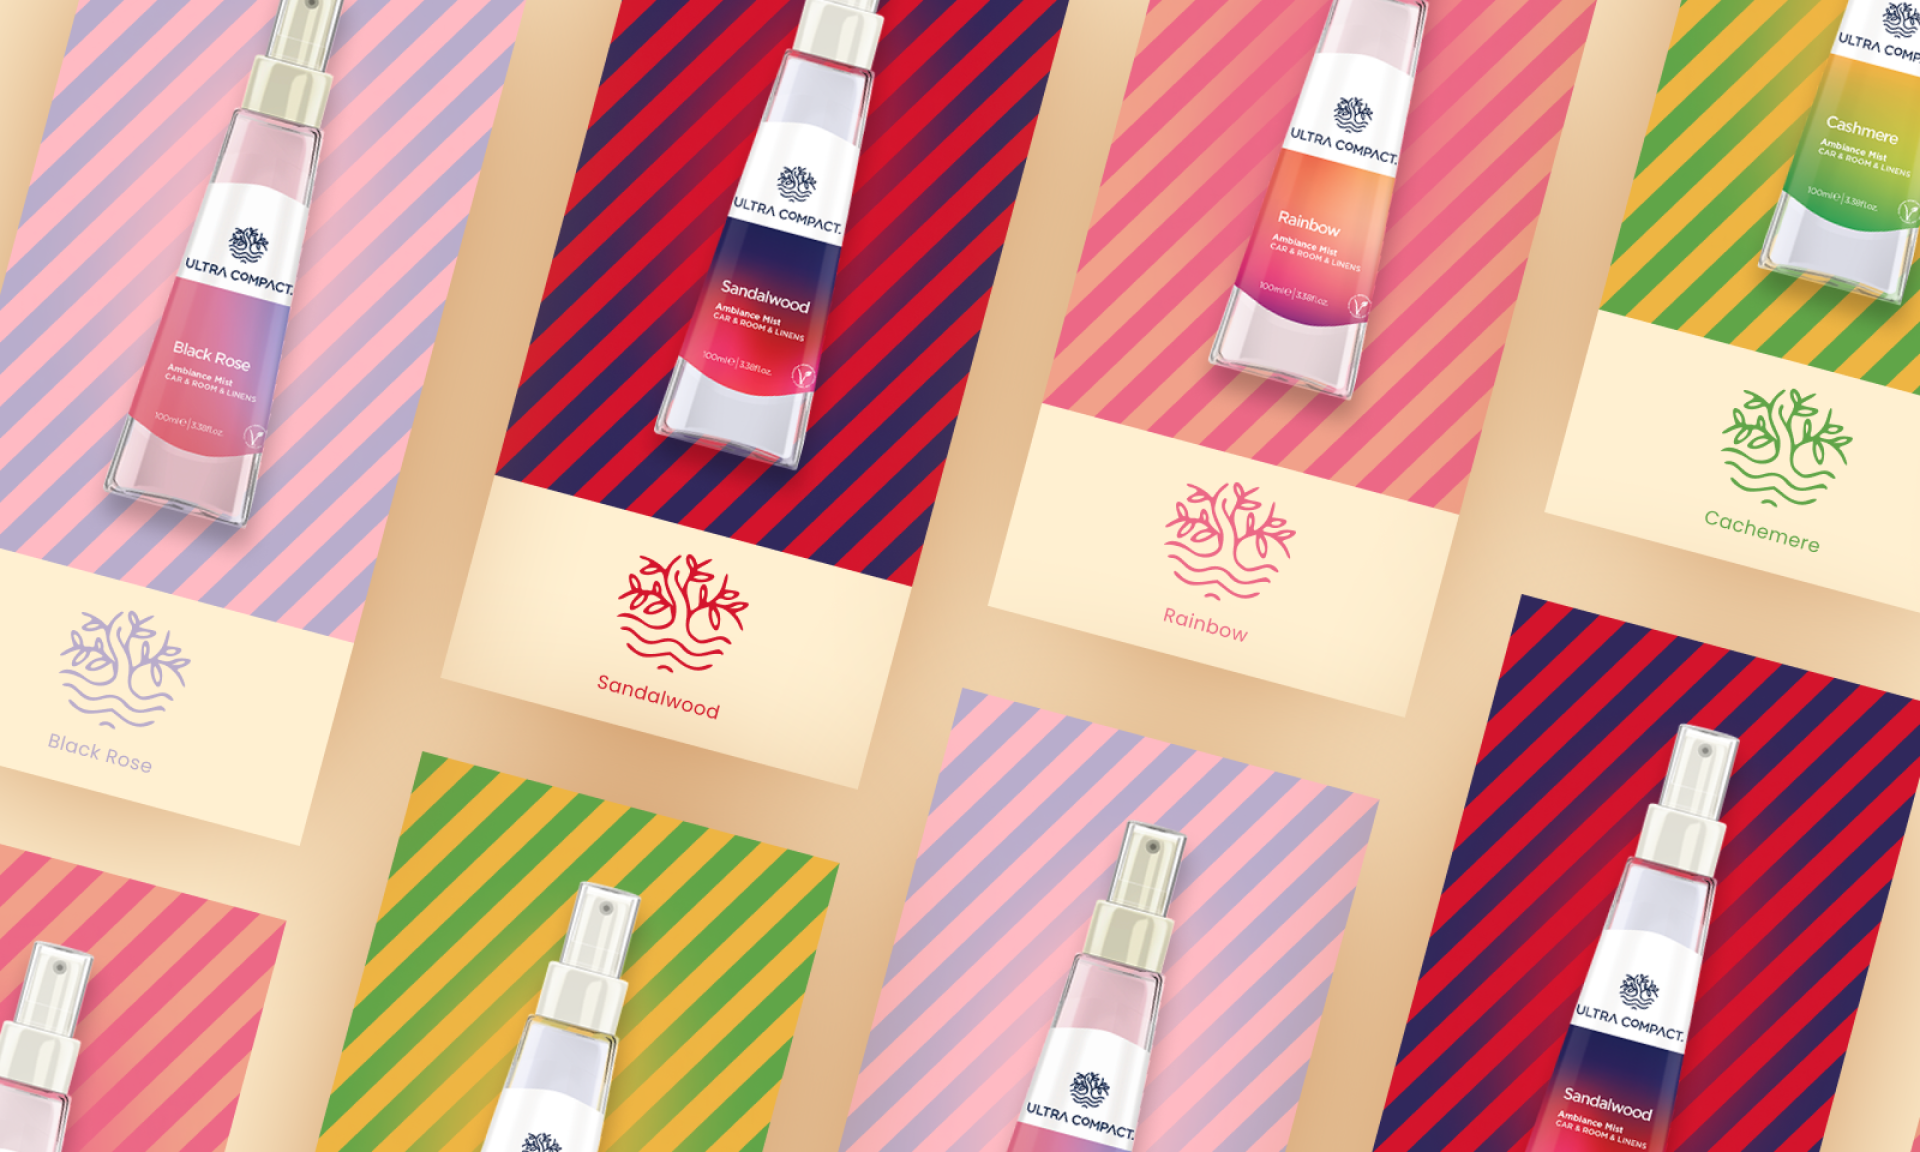 ULTRA COMPACT.
Black Rose
Ambiance Mist
CAR & ROOM & LINENS
100ml℮ | 3.38fl.oz.
V
Black Rose
ULTRA COMPACT.
Sandalwood
Ambiance Mist
CAR & ROOM & LINENS
100ml℮ | 3.38fl.oz.
V
Sandalwood
ULTRA COMPACT.
Rainbow
Ambiance Mist
CAR & ROOM & LINENS
100ml℮ | 3.38fl.oz.
V
Rainbow
ULTRA COMP
Cashmere
Ambiance Mist
CAR & ROOM & LINENS
100ml℮ | 3.38fl.oz.
V
Cachemere
ULTRA COMPACT.
ULTRA COMPACT.
Sandalwood
Ambiance Mist
CAR & ROOM & LINENS